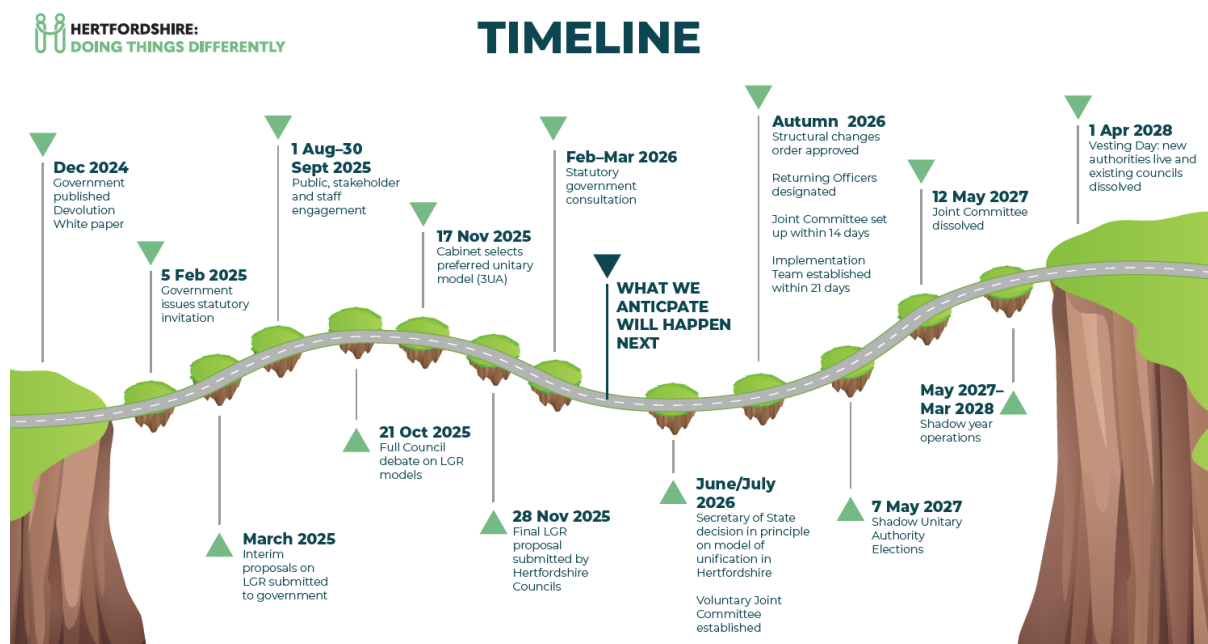 HERTFORDSHIRE:
DOING THINGS DIFFERENTLY
TIMELINE
Dec 2024
Government
published
Devolution
White paper
5 Feb 2025
Government
issues statutory
invitation
March 2025
Interim
proposals on
LGR submitted
to government
1 Aug–30
Sept 2025
Public, stakeholder
and staff
engagement
21 Oct 2025
Full Council
debate on LGR
models
17 Nov 2025
Cabinet selects
preferred unitary
model (3UA)
28 Nov 2025
Final LGR
proposal
submitted by
Hertfordshire
Councils
Feb–Mar 2026
Statutory
government
consultation
WHAT WE
ANTICPATE
WILL HAPPEN
NEXT
June/July
2026
Secretary of State
decision in principle
on model of
unification in
Hertfordshire
Voluntary Joint
Committee
established
Autumn 2026
Structural changes
order approved
Returning Officers
designated
Joint Committee set
up within 14 days
Implementation
Team established
within 21 days
7 May 2027
Shadow Unitary
Authority
Elections
12 May 2027
Joint Committee
dissolved
May 2027–
Mar 2028
Shadow year
operations
1 Apr 2028
Vesting Day: new
authorities live and
existing councils
dissolved